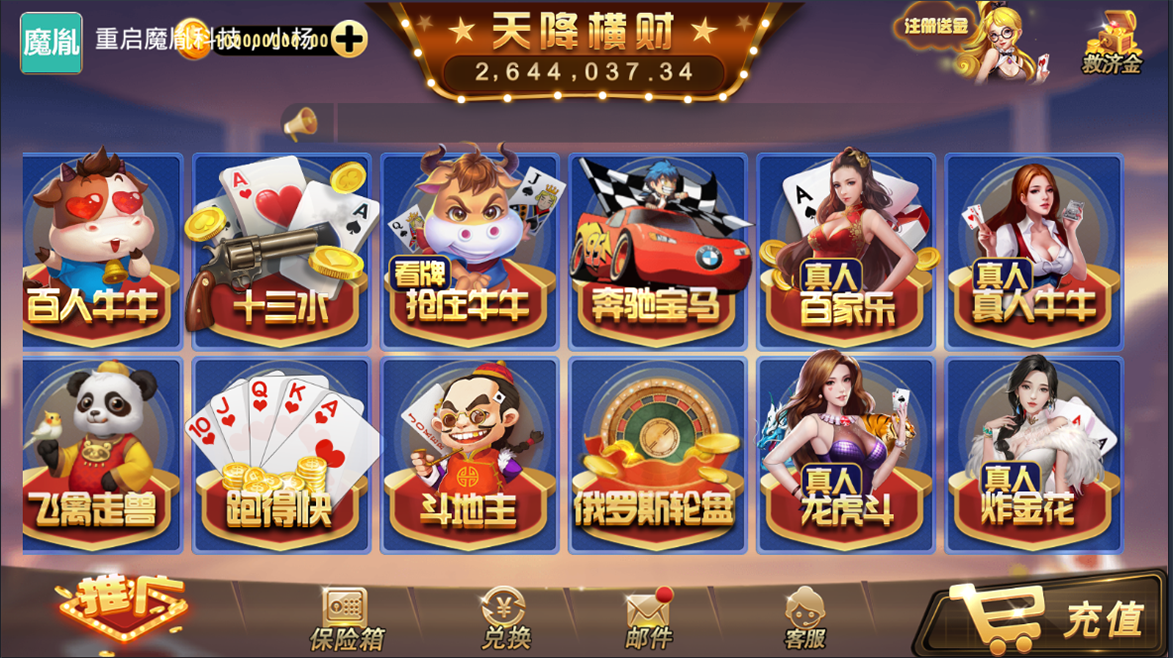 魔胤
重启魔胤科技，小杨
天降横财
2,644,037.34
注册送金
救济金
A
A
J
Q
A
百人牛牛
十三水
看牌
抢庄牛牛
奔驰宝马
真人
百家乐
真人
真人牛牛
10 J Q K A
JOKER
A
飞禽走兽
跑得快
斗地主
俄罗斯轮盘
真人
龙虎斗
真人
炸金花
推广
保险箱
兑换
邮件
客服
充值